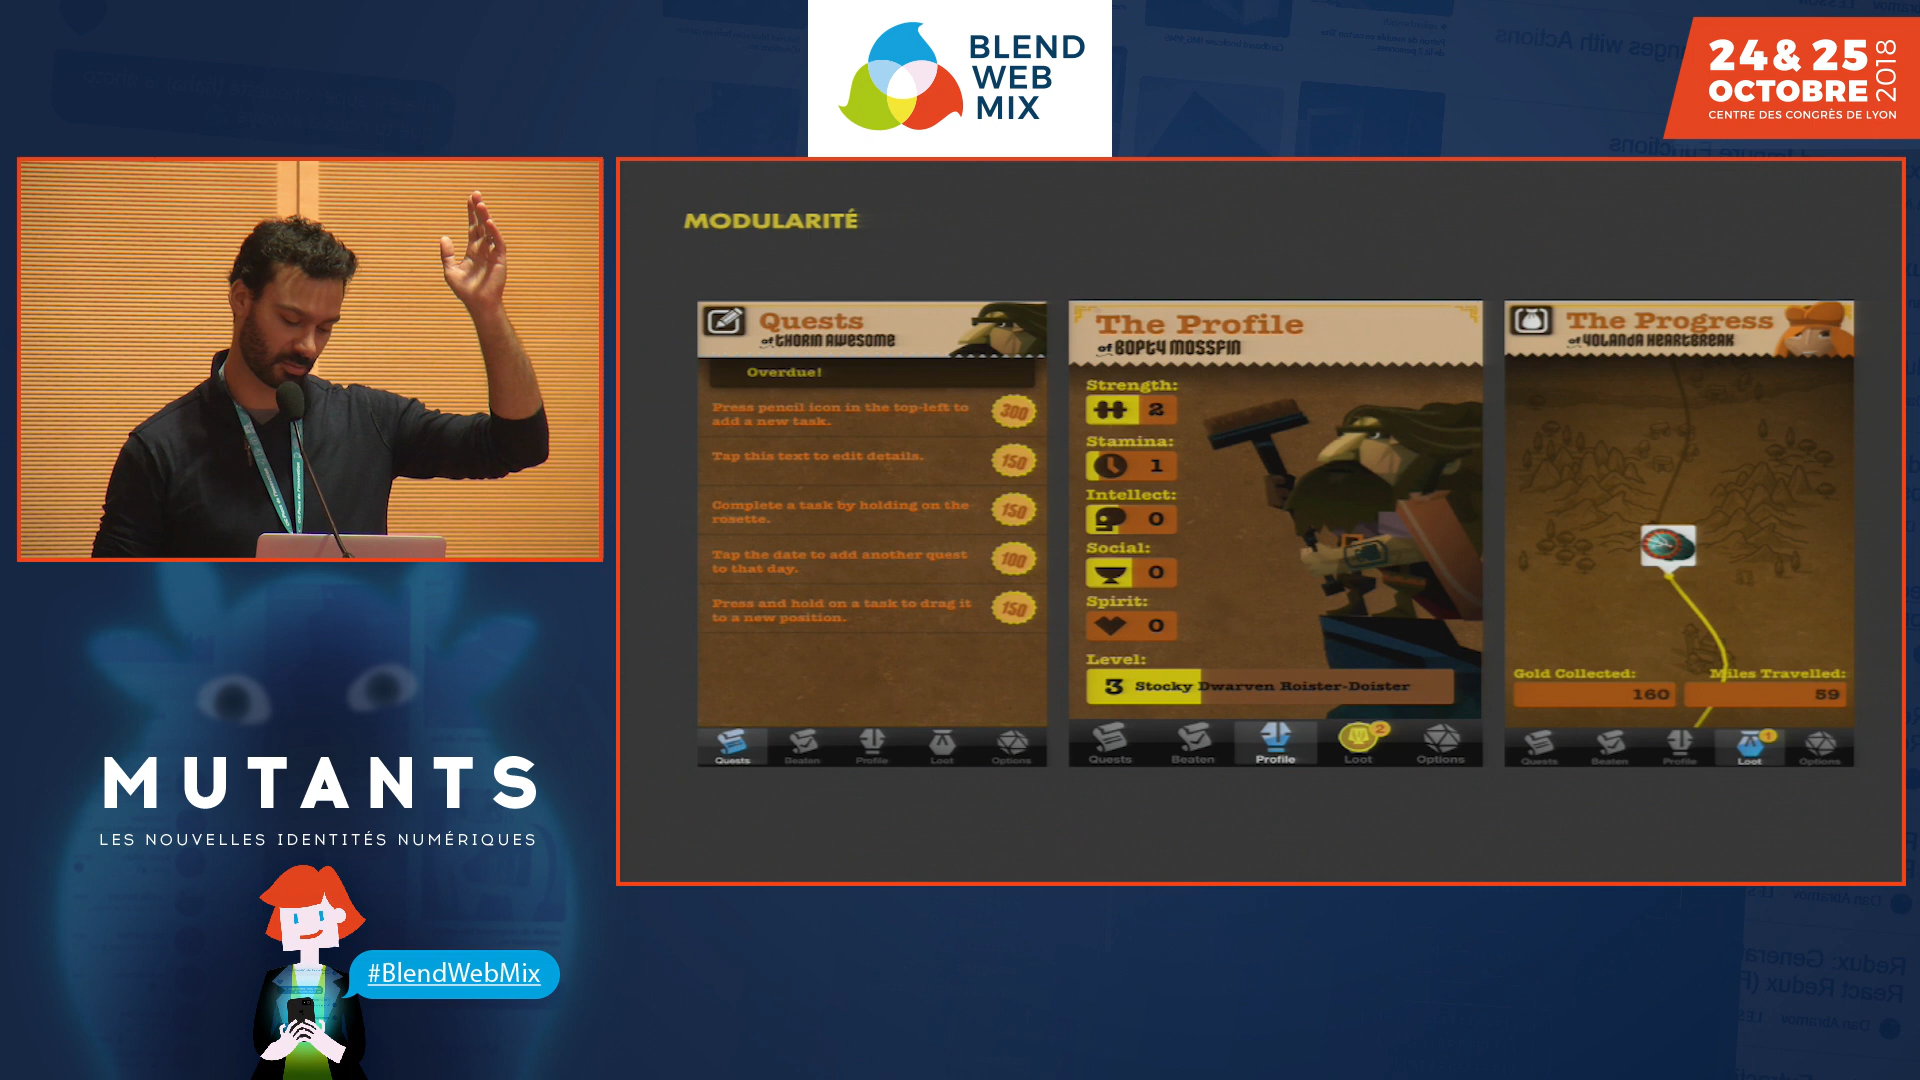 BLEND
WEB
MIX
24 & 25
OCTOBRE
2018
CENTRE DES CONGRÈS DE LYON
MODULARITÉ
Quests
of THORIN AWESOME
Overdue!
Press pencil icon in the top-left to
add a new task.
300
Tap this text to edit details.
150
Complete a task by holding on the
rosette.
150
Tap the date to add another quest
to that day.
100
Press and hold on a task to drag it
to a new position.
150
Quests
Beaten
Profile
Loot
Options
The Profile
of BOPTY MOSSFIN
Strength:
2
Stamina:
1
Intellect:
0
Social:
0
Spirit:
0
Level:
3 Stocky Dwarven Roister-Doister
Quests
Beaten
Profile
Loot
2
Options
The Progress
of YOLANDA HEARTBREAK
Gold Collected:
160
Miles Travelled:
59
Quests
Beaten
Profile
Loot
1
Options
MUTANTS
LES NOUVELLES IDENTITÉS NUMÉRIQUES
#BlendWebMix